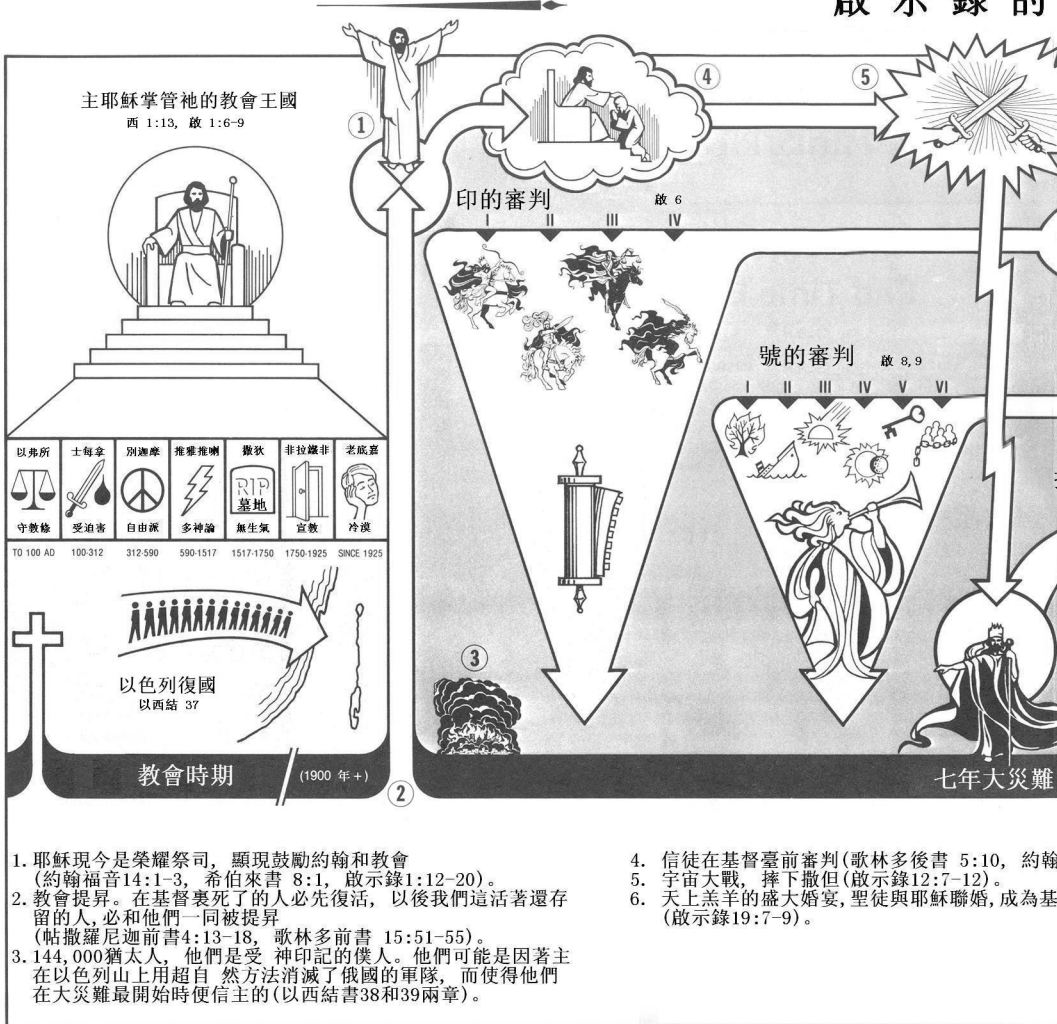 啟示錄的
主耶穌掌管祂的教會王國
西 1:13, 啟 1:6-9
①
④
⑤
印的審判 啟 6
I II III IV
號的審判 啟 8,9
I II III IV V VI
以弗所 士每拿 別迦摩 推雅推喇 撒狄 非拉鐵非 老底嘉
RIP
墓地
守教條 受迫害 自由派 多神論 無生氣 宣教 冷漠
TO 100 AD 100-312 312-590 590-1517 1517-1750 1750-1925 SINCE 1925
③
以色列復國
以西結 37
教會時期 (1900 年+)
②
七年大災難
1. 耶穌現今是榮耀祭司, 顯現鼓勵約翰和教會
(約翰福音14:1-3, 希伯來書 8:1, 啟示錄1:12-20)。
2. 教會提昇。在基督裏死了的人必先復活, 以後我們這活著還存
留的人,必和他們一同被提昇
(帖撒羅尼迦前書4:13-18, 歌林多前書 15:51-55)。
3. 144,000猶太人, 他們是受 神印記的僕人。他們可能是因著主
在以色列山上用超自 然方法消滅了俄國的軍隊, 而使得他們
在大災難最開始時便信主的(以西結書38和39兩章)。
4. 信徒在基督臺前審判(歌林多後書 5:10, 約翰
5. 宇宙大戰, 摔下撒但(啟示錄12:7-12)。
6. 天上羔羊的盛大婚宴,聖徒與耶穌聯婚,成為基
(啟示錄19:7-9)。